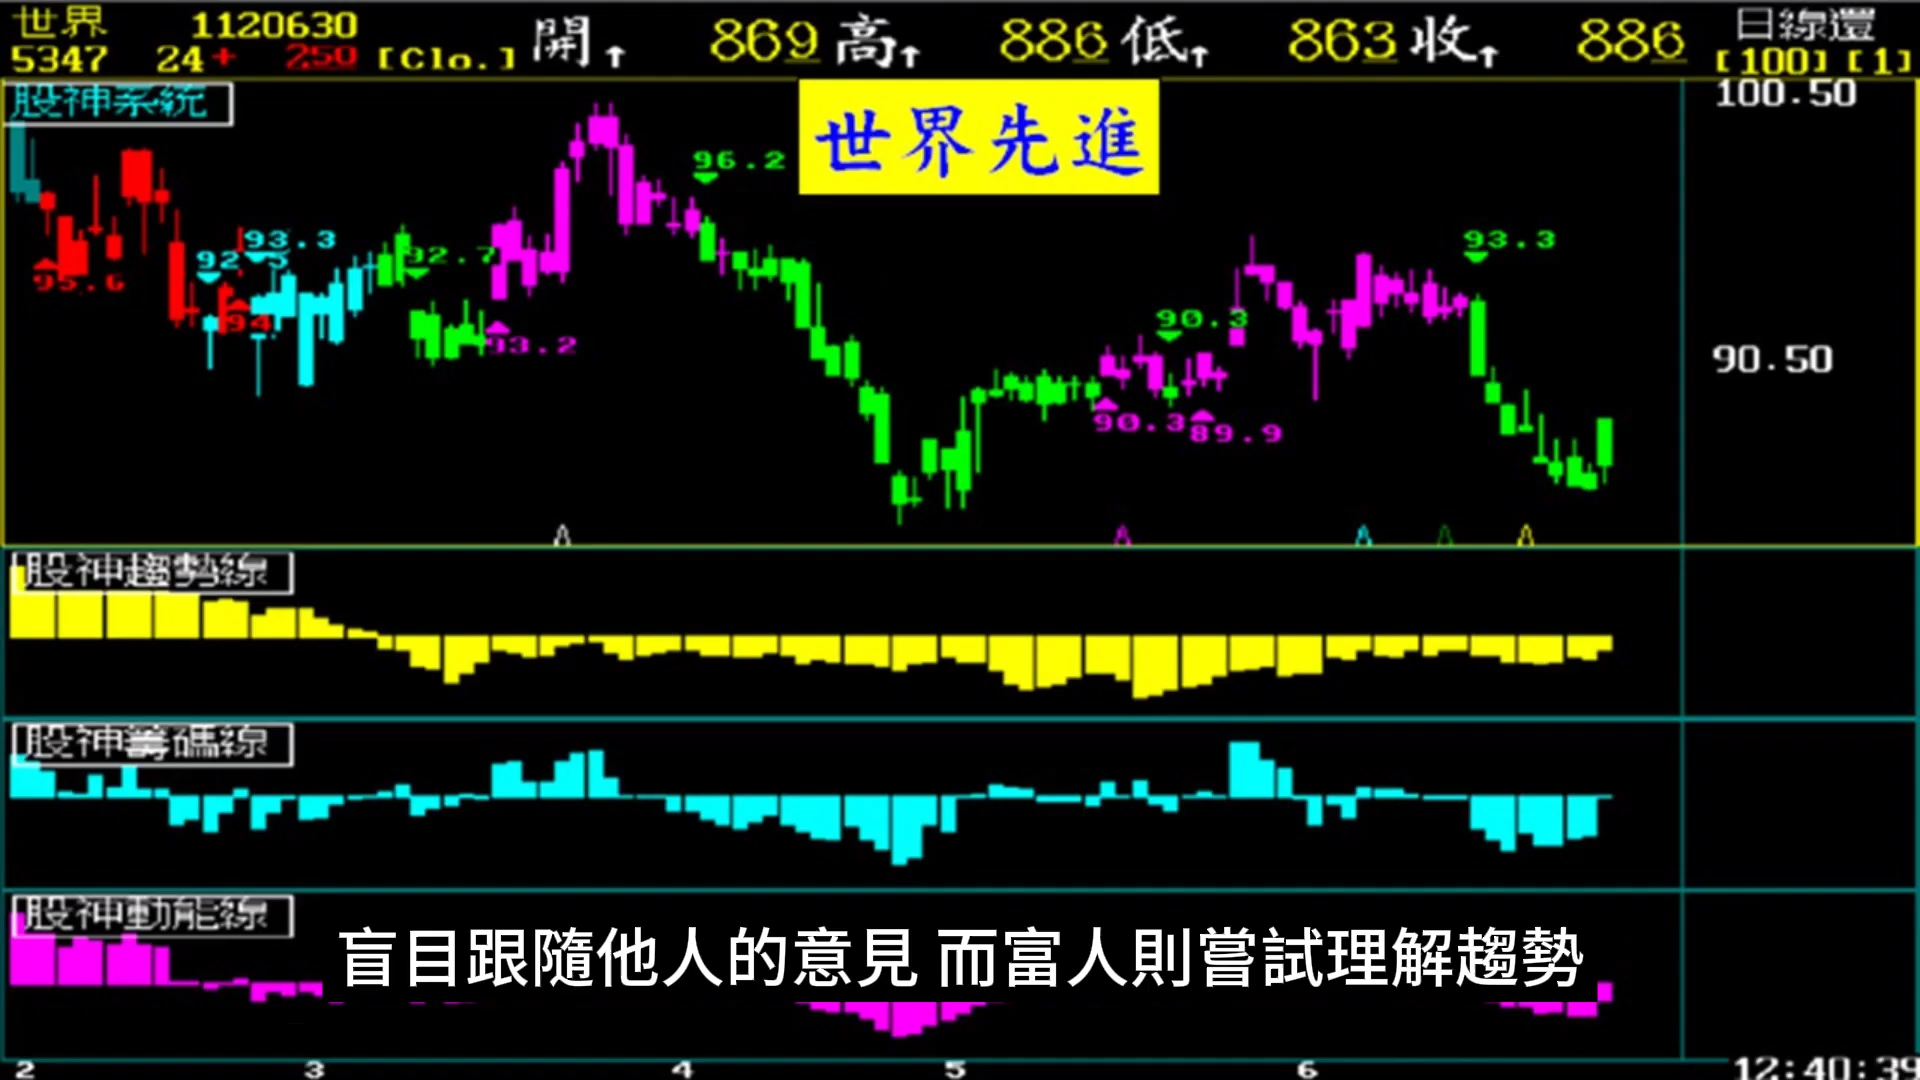 世界 1120630 開↑ 869 高↑ 886 低↑ 863 收↑ 886 日線還
5347 24+ 2.50 [Clo.] [100] [1]
股神系統
世界先進
100.50
96.2
93.3
92.5
92.7
93.3
95.6
94
93.2
90.3
90.50
90.3
89.9
股神趨勢線
股神籌碼線
股神動能線
盲目跟隨他人的意見 而富人則嘗試理解趨勢
2 3 4 5 6 12:40:39